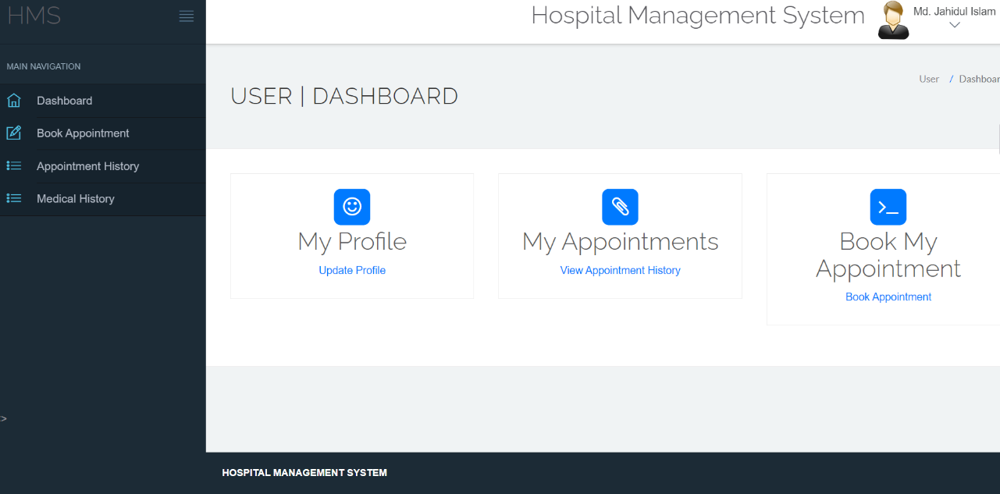 HMS
Hospital Management System
Md. Jahidul Islam
MAIN NAVIGATION
Dashboard
Book Appointment
Appointment History
Medical History
User / Dashboar
USER | DASHBOARD
My Profile
Update Profile
My Appointments
View Appointment History
Book My
Appointment
Book Appointment
>
HOSPITAL MANAGEMENT SYSTEM